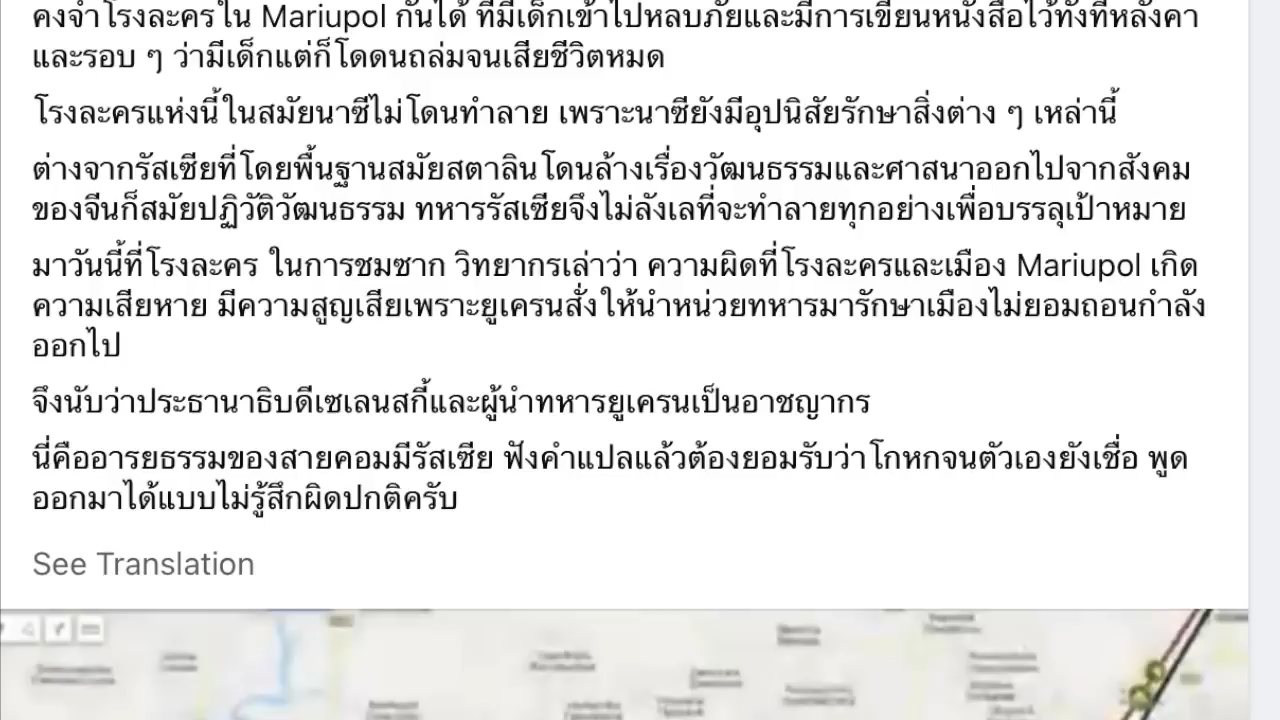 คงจำโรงละครใน Mariupol กันได้ ที่มีเด็กเข้าไปหลบภัยและมีการเขียนหนังสือไว้ทั้งที่หลังคา
และรอบ ๆ ว่ามีเด็กแต่ก็โดดนถล่มจนเสียชีวิตหมด
โรงละครแห่งนี้ในสมัยนาซีไม่โดนทำลาย เพราะนาซียังมีอุปนิสัยรักษาสิ่งต่าง ๆ เหล่านี้
ต่างจากรัสเซียที่โดยพื้นฐานสมัยสตาลินโดนล้างเรื่องวัฒนธรรมและศาสนาออกไปจากสังคม
ของจีนก็สมัยปฏิวัติวัฒนธรรม ทหารรัสเซียจึงไม่ลังเลที่จะทำลายทุกอย่างเพื่อบรรลุเป้าหมาย
มาวันนี้ที่โรงละคร ในการชมซาก วิทยากรเล่าว่า ความผิดที่โรงละครและเมือง Mariupol เกิด
ความเสียหาย มีความสูญเสียเพราะยูเครนสั่งให้นำหน่วยทหารมารักษาเมืองไม่ยอมถอนกำลัง
ออกไป
จึงนับว่าประธานาธิบดีเซเลนสกี้และผู้นำทหารยูเครนเป็นอาชญากร
นี่คืออารยธรรมของสายคอมมีรัสเซีย ฟังคำแปลแล้วต้องยอมรับว่าโกหกจนตัวเองยังเชื่อ พูด
ออกมาได้แบบไม่รู้สึกผิดปกติครับ
See Translation